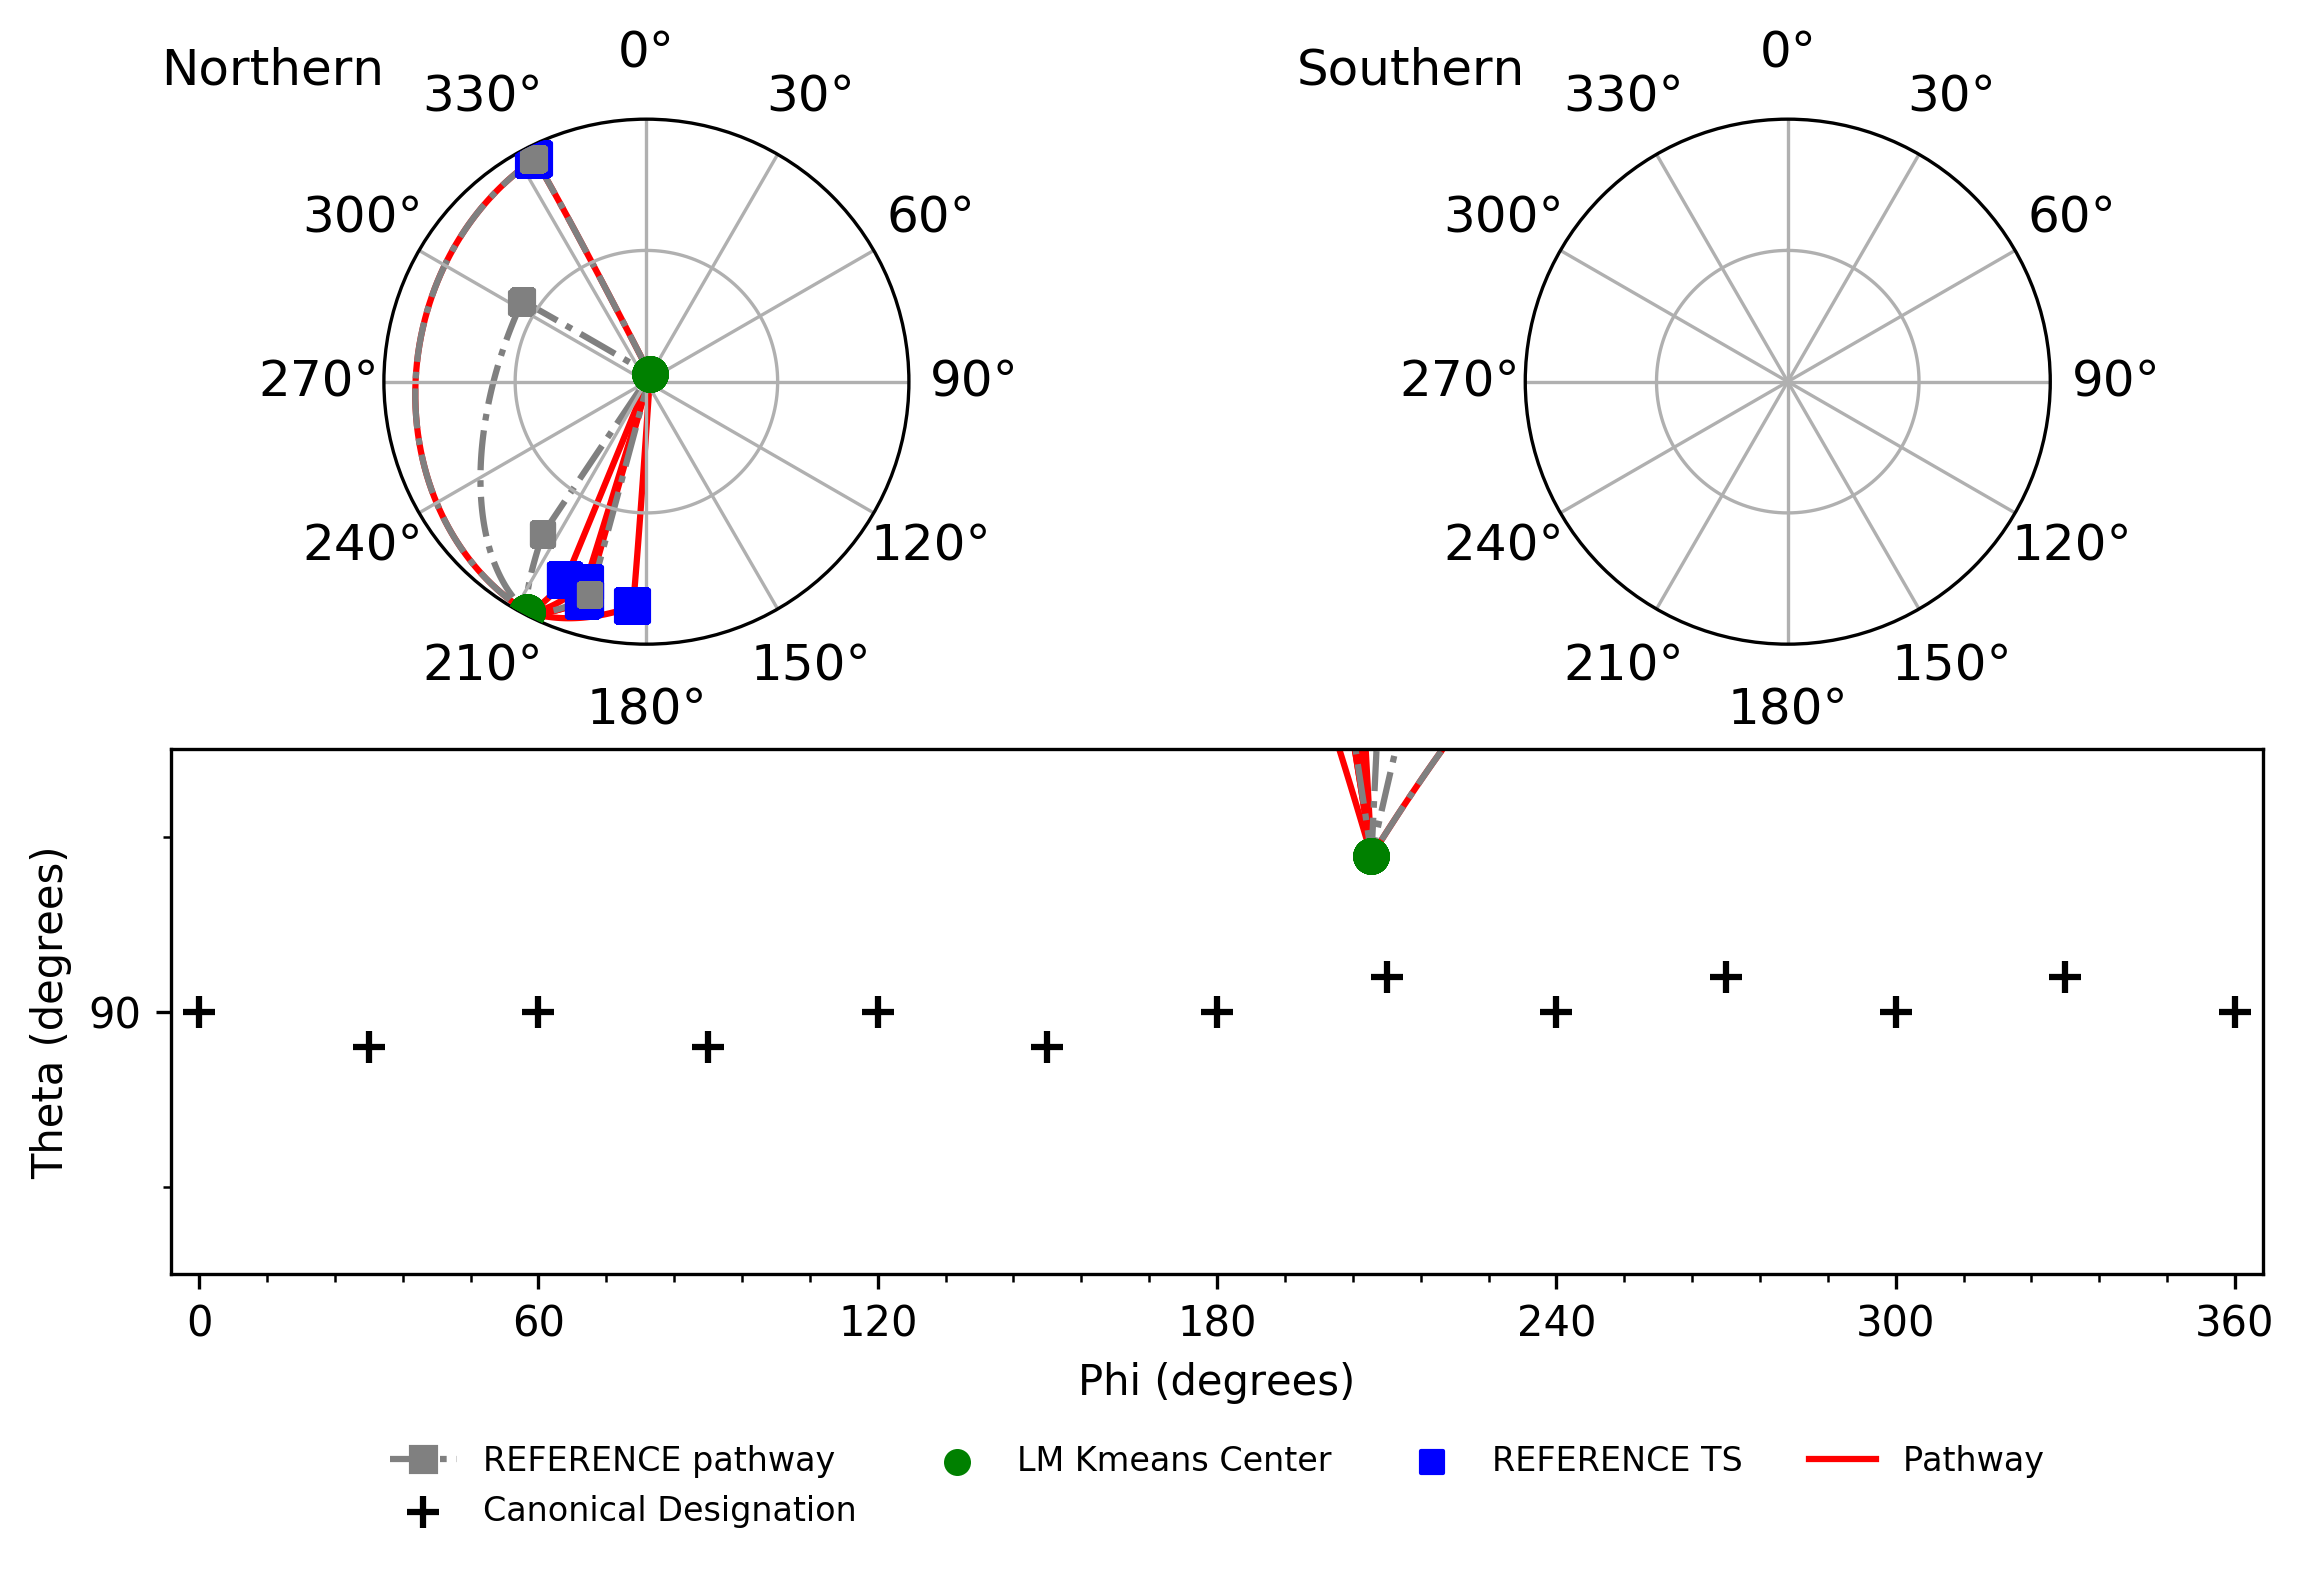 Northern
0°
330°
30°
300°
60°
270°
90°
240°
120°
210°
150°
180°
Southern
0°
330°
30°
300°
60°
270°
90°
240°
120°
210°
150°
180°
Theta (degrees)
90
0 60 120 180 240 300 360
Phi (degrees)
REFERENCE pathway
Canonical Designation
LM Kmeans Center
REFERENCE TS
Pathway